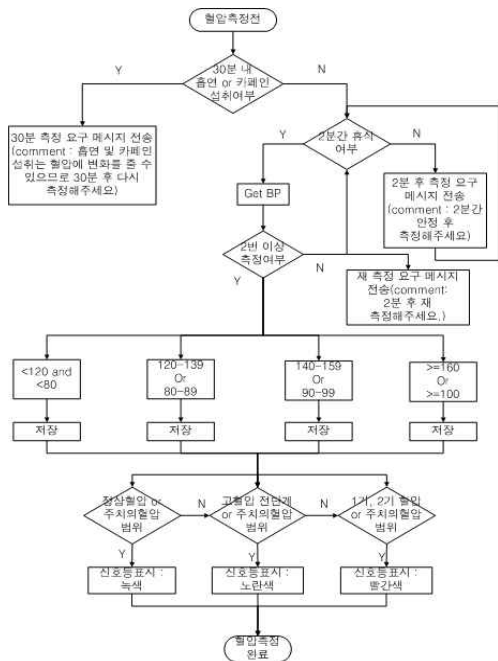 혈압측정전
30분 내
흡연 or 카페인
섭취여부
Y
N
30분 측정 요구 메시지 전송
(comment : 흡연 및 카페인
섭취는 혈압에 변화를 줄 수
있으므로 30분 후 다시
측정해주세요)
2분간 휴식
여부
Y
N
Get BP
2분 후 측정 요구
메시지 전송
(comment : 2분간
안정 후
측정해주세요)
2번 이상
측정여부
Y
N
재 측정 요구 메시지
전송(comment:
2분 후 재
측정해주세요.)
<120 and
<80
120-139
Or
80-89
140-159
Or
90-99
>=160
Or
>=100
저장
저장
저장
저장
정상혈압 or
주치의혈압
범위
N
고혈압 전단계
or 주치의혈압
범위
N
1기, 2기 혈압
or 주치의혈압
범위
Y
Y
Y
신호등표시 :
녹색
신호등표시 :
노란색
신호등표시 :
빨간색
혈압측정
완료